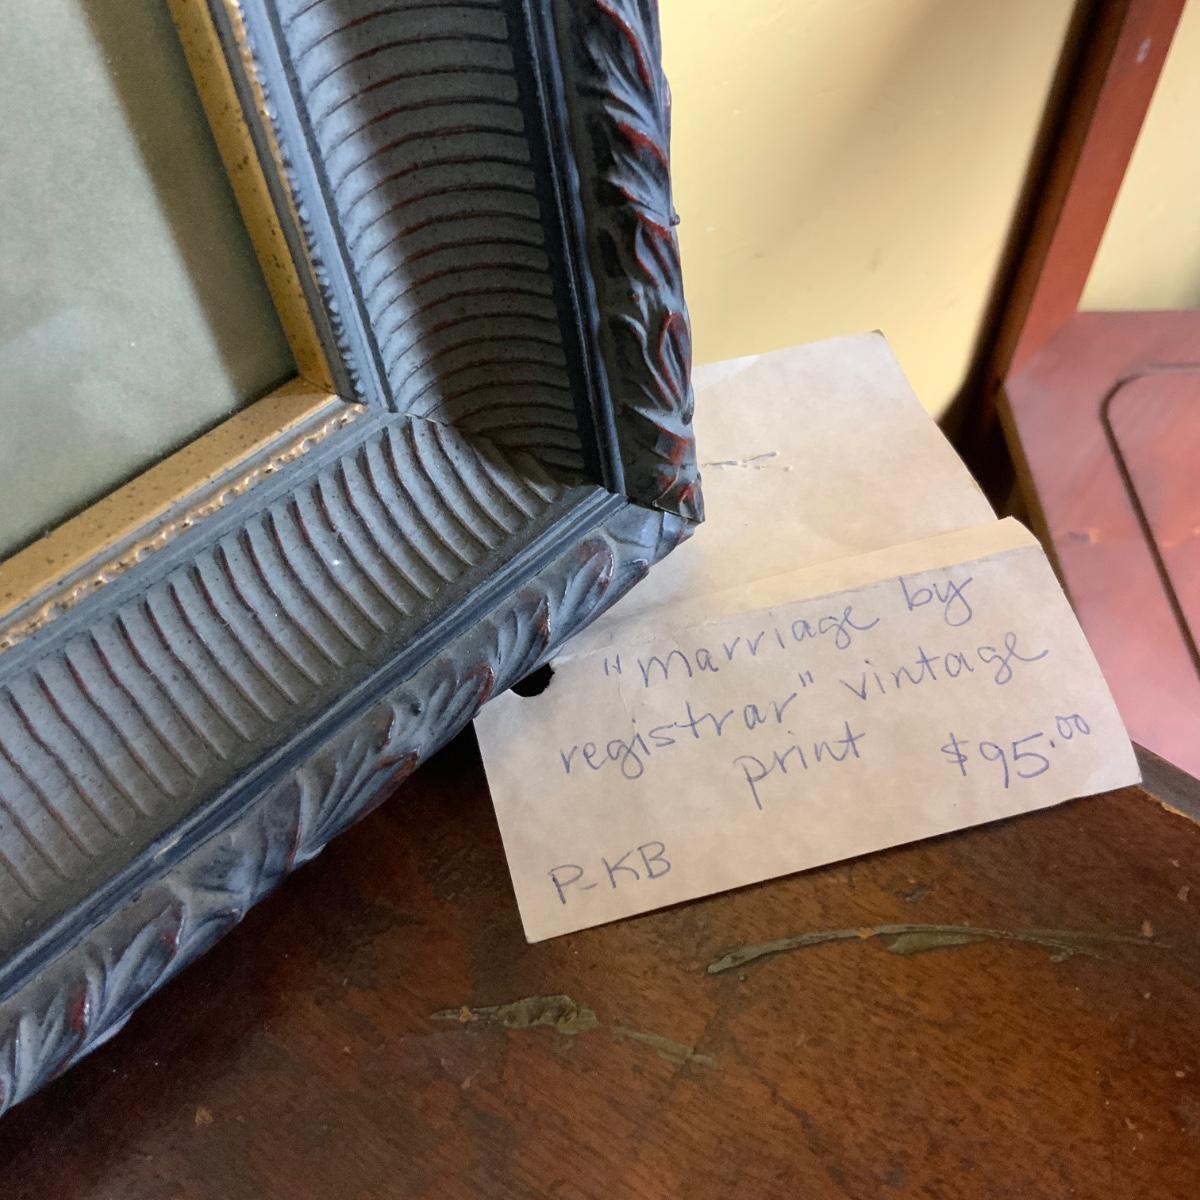 "marriage by
registrar" vintage
print $95.00
P-KB